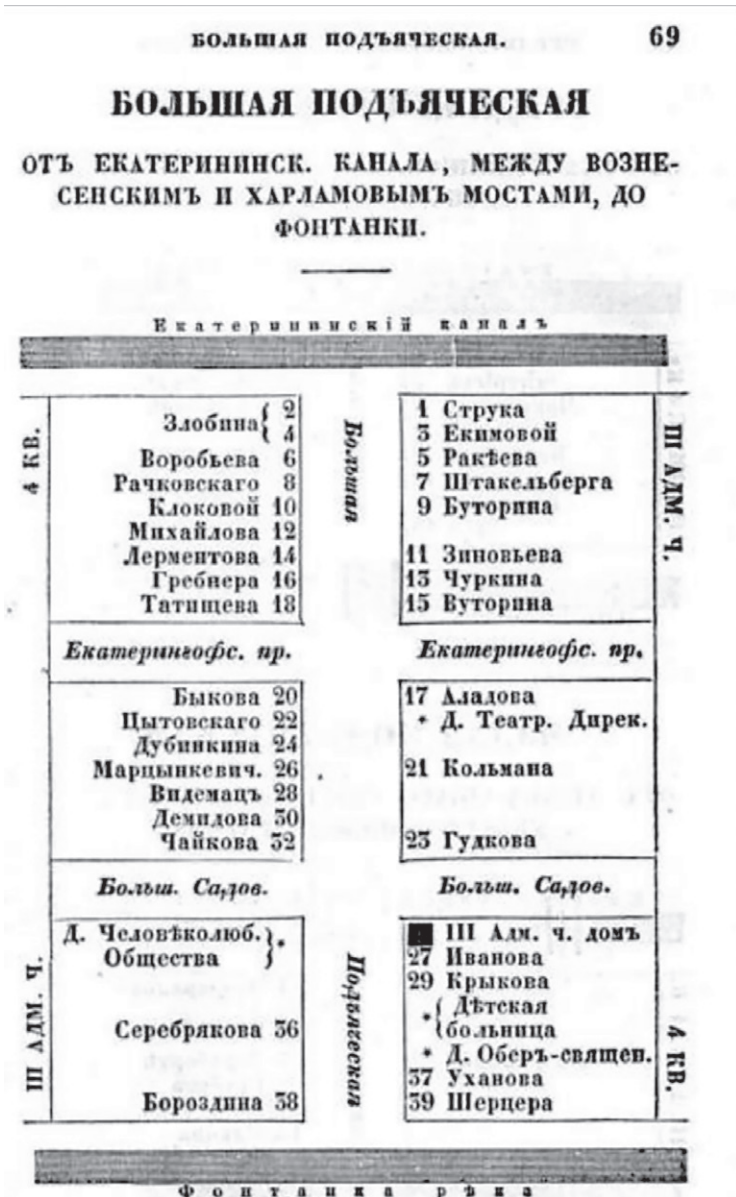 БОЛЬШАЯ ПОДЪЯЧЕСКАЯ. 69
БОЛЬШАЯ ПОДЪЯЧЕСКАЯ
ОТЪ ЕКАТЕРИНИНСК. КАНАЛА, МЕЖДУ ВОЗНЕ-
СЕНСКИМЪ И ХАРЛАМОВЫМЪ МОСТАМИ, ДО
ФОНТАНКИ.
Екатерининскій каналъ
4 КВ.
Злобина { 2
4
Воробьева 6
Рачковскаго 8
Клоковой 10
Михайлова 12
Лерментова 14
Гребнера 16
Татищева 18
Большая
1 Струка
3 Екимовой
5 Ракѣева
7 Штакельберга
9 Буторина
11 Зиновьева
13 Чуркина
15 Буторина
III АДМ. Ч.
Екатерингофс. пр.
Екатерингофс. пр.
Быкова 20
Цытовскаго 22
Дубинкина 24
Марцынкевич. 26
Видемацъ 28
Демидова 30
Чайкова 32
17 Аладова
* Д. Театр. Дирек.
21 Кольмана
23 Гудкова
Больш. Садов.
Больш. Садов.
III АДМ. Ч.
Д. Человѣколюб. } *
Общества
Серебрякова 36
Бороздина 38
Подъяческая
III Адм. ч. домъ
27 Иванова
29 Крыкова
* { Дѣтская
больница
* Д. Оберъ-священ.
37 Уханова
39 Шерцера
4 КВ.
Фонтанка рѣка